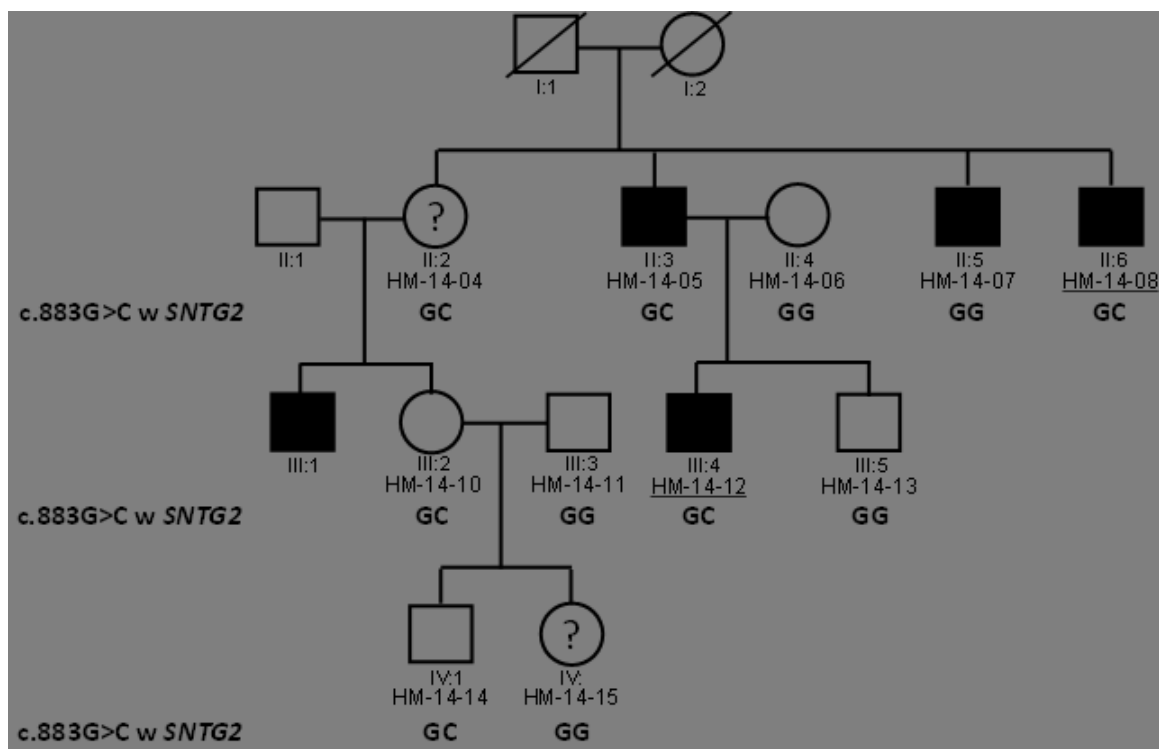 I:1 I:2
?
II:1 II:2 II:3 II:4 II:5 II:6
HM-14-04 HM-14-05 HM-14-06 HM-14-07 HM-14-08
c.883G>C w SNTG2 GC GC GG GG GC
III:1 III:2 III:3 III:4 III:5
HM-14-10 HM-14-11 HM-14-12 HM-14-13
c.883G>C w SNTG2 GC GG GC GG
?
IV:1 IV:
HM-14-14 HM-14-15
c.883G>C w SNTG2 GC GG